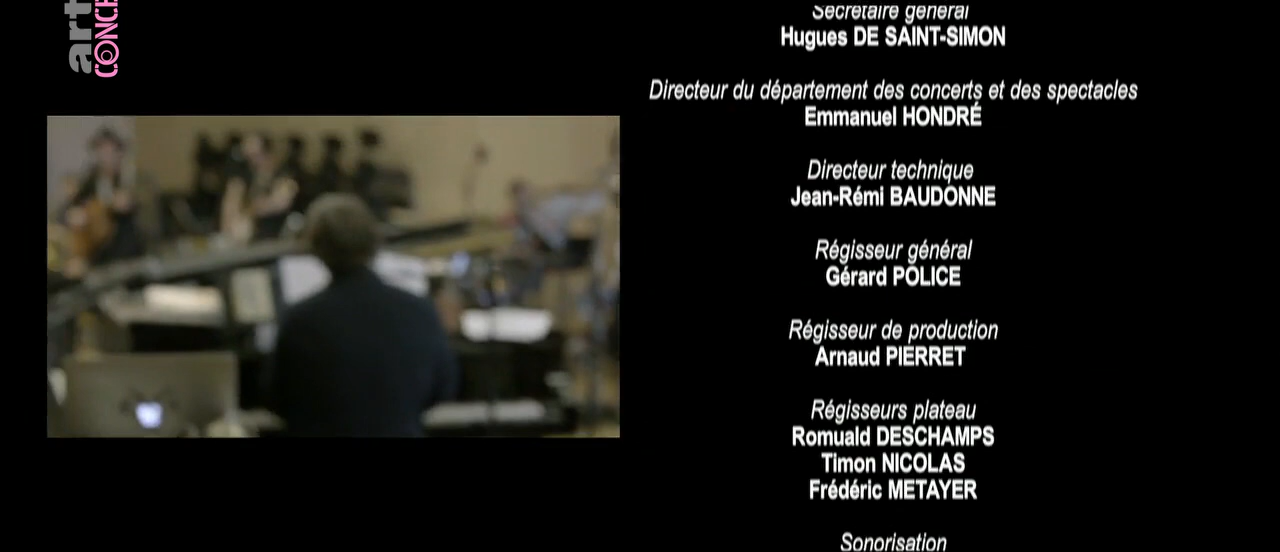 arte
CONCE
Secrétaire général
Hugues DE SAINT-SIMON
Directeur du département des concerts et des spectacles
Emmanuel HONDRÉ
Directeur technique
Jean-Rémi BAUDONNE
Régisseur général
Gérard POLICE
Régisseur de production
Arnaud PIERRET
Régisseurs plateau
Romuald DESCHAMPS
Timon NICOLAS
Frédéric METAYER
Sonorisation